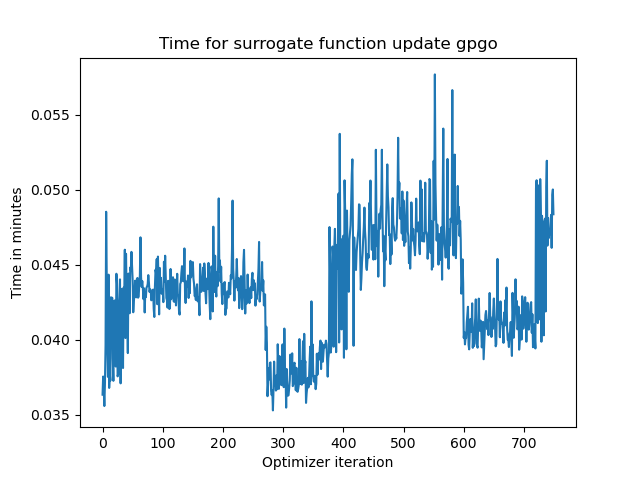 Time for surrogate function update gpgo
Time in minutes
0.055
0.050
0.045
0.040
0.035
0 100 200 300 400 500 600 700
Optimizer iteration